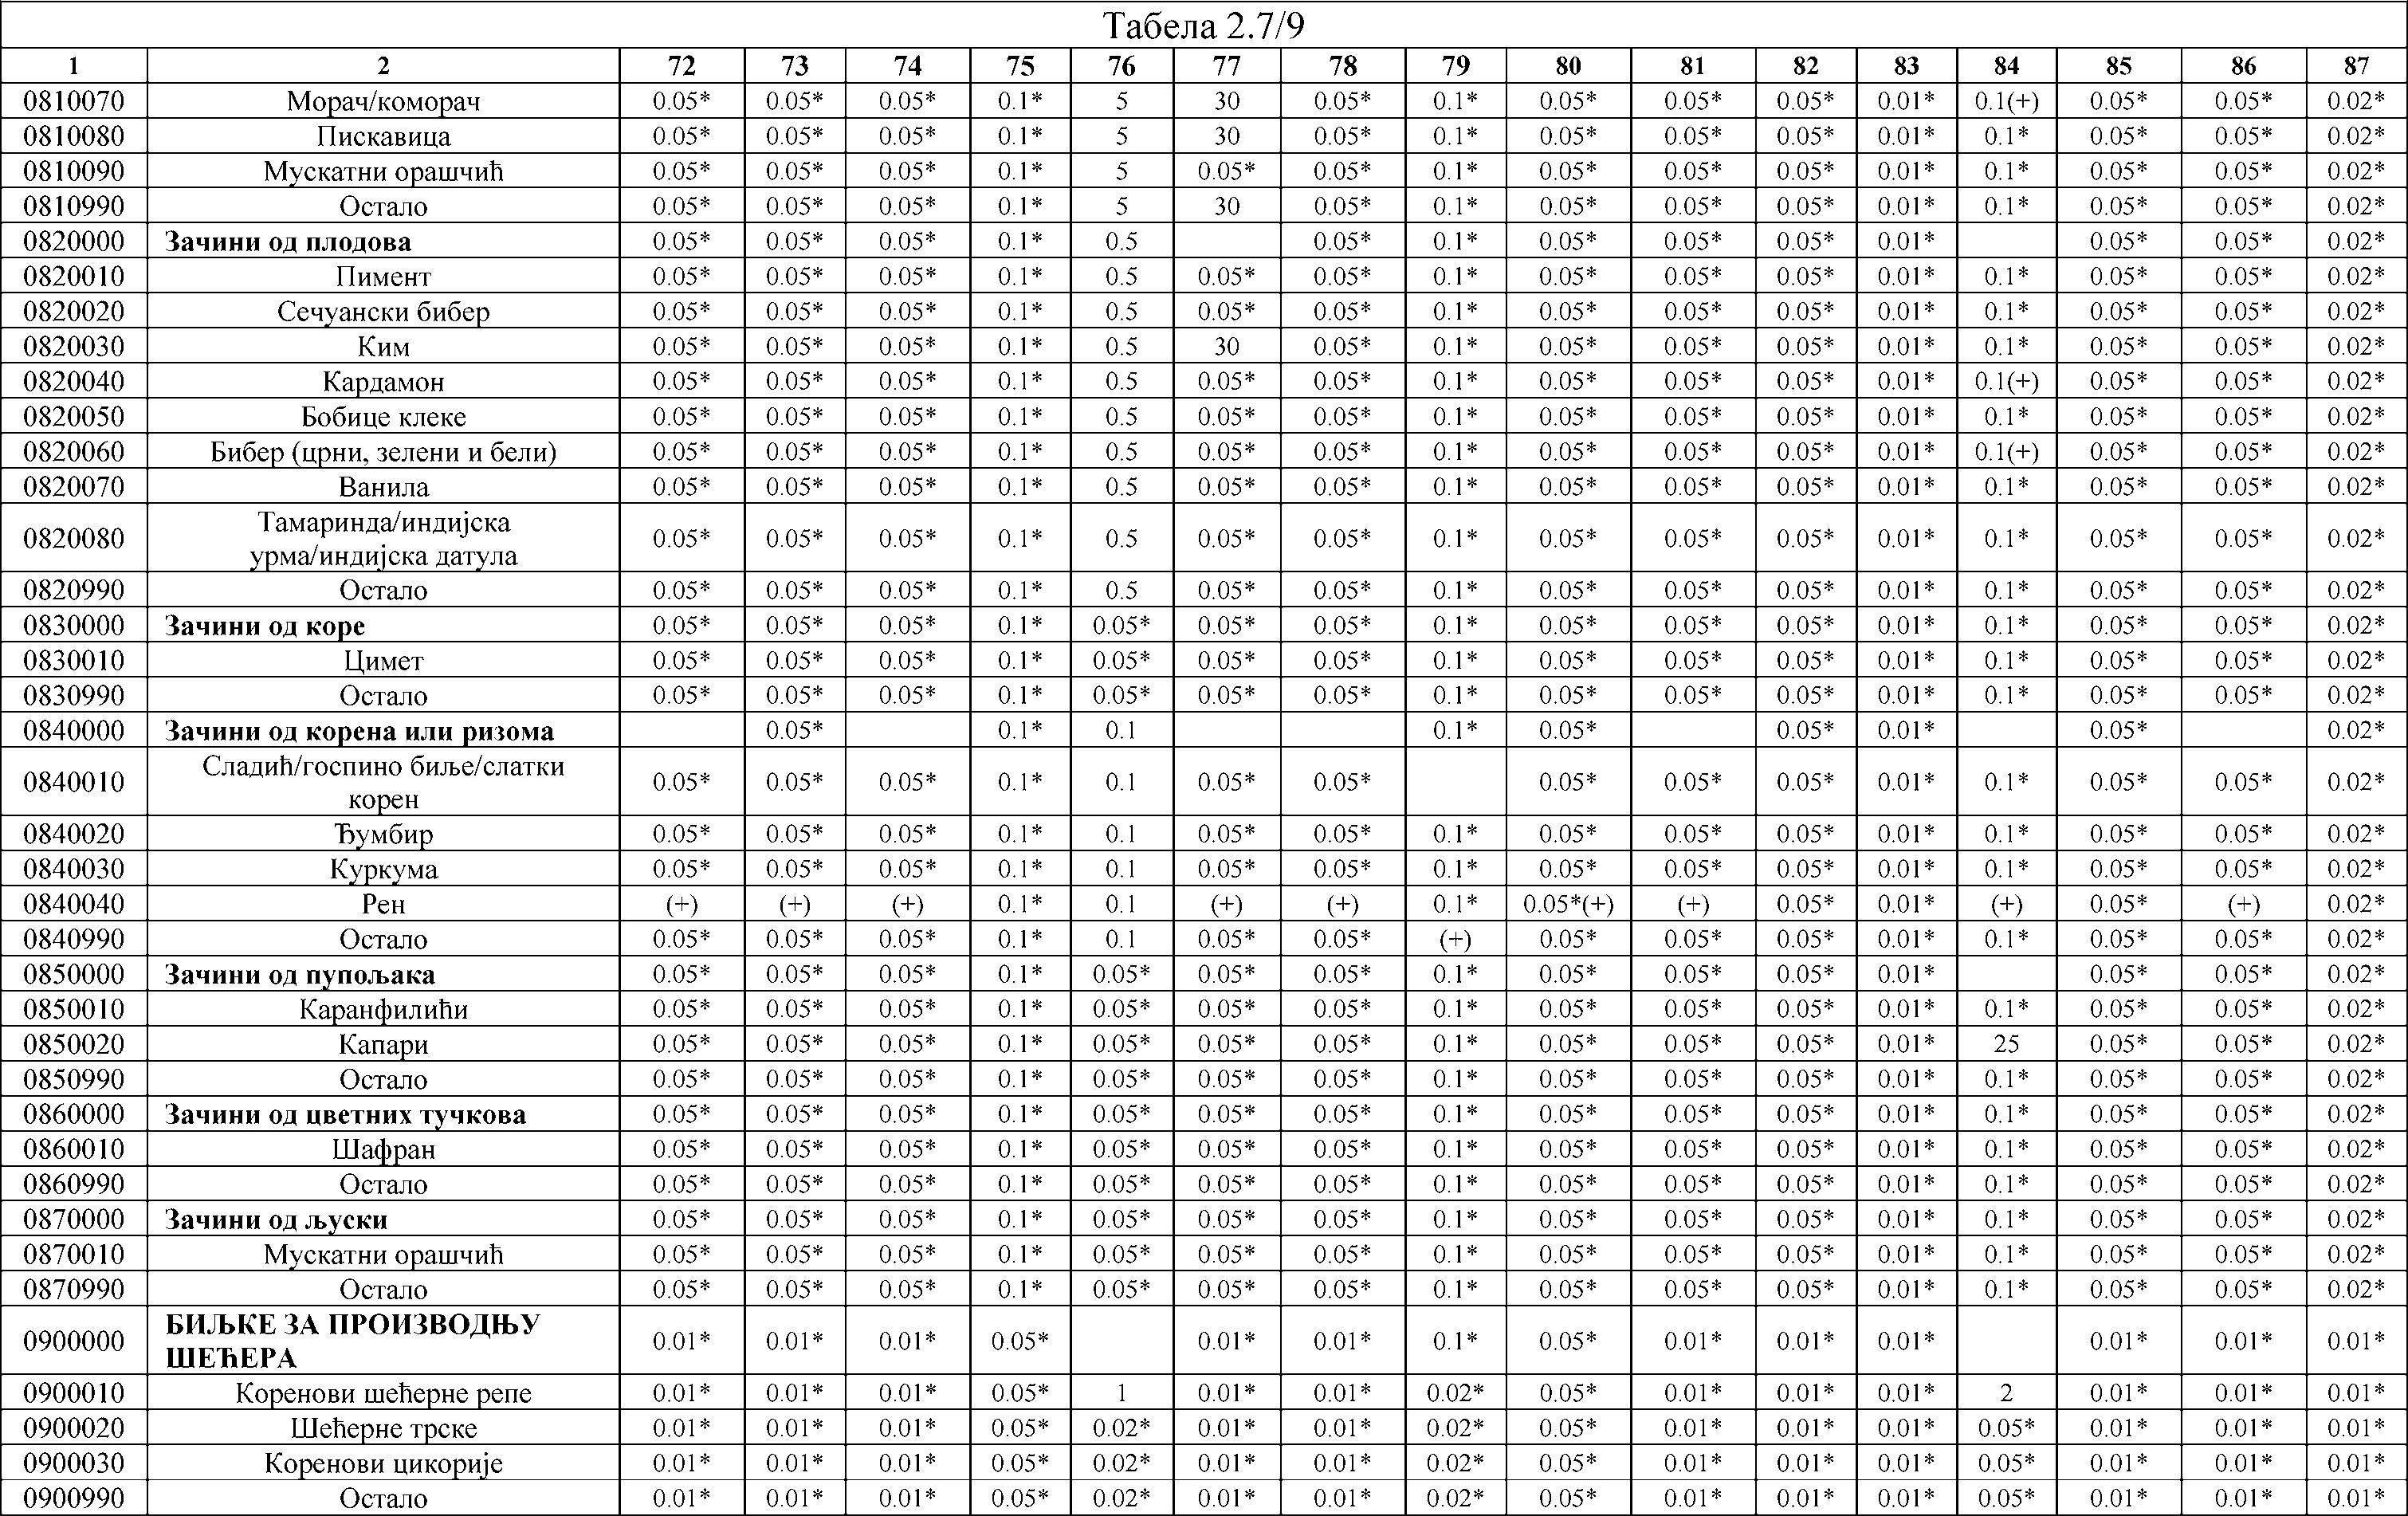 Табела 2.7/9
1 2 72 73 74 75 76 77 78 79 80 81 82 83 84 85 86 87
0810070 Морач/коморач 0.05* 0.05* 0.05* 0.1* 5 30 0.05* 0.1* 0.05* 0.05* 0.05* 0.01* 0.1(+) 0.05* 0.05* 0.02*
0810080 Пискавица 0.05* 0.05* 0.05* 0.1* 5 30 0.05* 0.1* 0.05* 0.05* 0.05* 0.01* 0.1* 0.05* 0.05* 0.02*
0810090 Мускатни орашчић 0.05* 0.05* 0.05* 0.1* 5 0.05* 0.05* 0.1* 0.05* 0.05* 0.05* 0.01* 0.1* 0.05* 0.05* 0.02*
0810990 Остало 0.05* 0.05* 0.05* 0.1* 5 30 0.05* 0.1* 0.05* 0.05* 0.05* 0.01* 0.1* 0.05* 0.05* 0.02*
0820000 Зачини од плодова 0.05* 0.05* 0.05* 0.1* 0.5 0.05* 0.1* 0.05* 0.05* 0.05* 0.01* 0.05* 0.05* 0.02*
0820010 Пимент 0.05* 0.05* 0.05* 0.1* 0.5 0.05* 0.05* 0.1* 0.05* 0.05* 0.05* 0.01* 0.1* 0.05* 0.05* 0.02*
0820020 Сечуански бибер 0.05* 0.05* 0.05* 0.1* 0.5 0.05* 0.05* 0.1* 0.05* 0.05* 0.05* 0.01* 0.1* 0.05* 0.05* 0.02*
0820030 Ким 0.05* 0.05* 0.05* 0.1* 0.5 30 0.05* 0.1* 0.05* 0.05* 0.05* 0.01* 0.1* 0.05* 0.05* 0.02*
0820040 Кардамон 0.05* 0.05* 0.05* 0.1* 0.5 0.05* 0.05* 0.1* 0.05* 0.05* 0.05* 0.01* 0.1(+) 0.05* 0.05* 0.02*
0820050 Бобице клеке 0.05* 0.05* 0.05* 0.1* 0.5 0.05* 0.05* 0.1* 0.05* 0.05* 0.05* 0.01* 0.1* 0.05* 0.05* 0.02*
0820060 Бибер (црни, зелени и бели) 0.05* 0.05* 0.05* 0.1* 0.5 0.05* 0.05* 0.1* 0.05* 0.05* 0.05* 0.01* 0.1(+) 0.05* 0.05* 0.02*
0820070 Ванила 0.05* 0.05* 0.05* 0.1* 0.5 0.05* 0.05* 0.1* 0.05* 0.05* 0.05* 0.01* 0.1* 0.05* 0.05* 0.02*
Тамаринда/индијска
0820080 урма/индијска датула 0.05* 0.05* 0.05* 0.1* 0.5 0.05* 0.05* 0.1* 0.05* 0.05* 0.05* 0.01* 0.1* 0.05* 0.05* 0.02*
0820990 Остало 0.05* 0.05* 0.05* 0.1* 0.5 0.05* 0.05* 0.1* 0.05* 0.05* 0.05* 0.01* 0.1* 0.05* 0.05* 0.02*
0830000 Зачини од коре 0.05* 0.05* 0.05* 0.1* 0.05* 0.05* 0.05* 0.1* 0.05* 0.05* 0.05* 0.01* 0.1* 0.05* 0.05* 0.02*
0830010 Цимет 0.05* 0.05* 0.05* 0.1* 0.05* 0.05* 0.05* 0.1* 0.05* 0.05* 0.05* 0.01* 0.1* 0.05* 0.05* 0.02*
0830990 Остало 0.05* 0.05* 0.05* 0.1* 0.05* 0.05* 0.05* 0.1* 0.05* 0.05* 0.05* 0.01* 0.1* 0.05* 0.05* 0.02*
0840000 Зачини од корена или ризома 0.05* 0.1* 0.1 0.1* 0.05* 0.05* 0.01* 0.05* 0.02*
Сладић/госпино биље/слатки
0840010 корен 0.05* 0.05* 0.05* 0.1* 0.1 0.05* 0.05* 0.05* 0.05* 0.05* 0.01* 0.1* 0.05* 0.05* 0.02*
0840020 Ђумбир 0.05* 0.05* 0.05* 0.1* 0.1 0.05* 0.05* 0.1* 0.05* 0.05* 0.05* 0.01* 0.1* 0.05* 0.05* 0.02*
0840030 Куркума 0.05* 0.05* 0.05* 0.1* 0.1 0.05* 0.05* 0.1* 0.05* 0.05* 0.05* 0.01* 0.1* 0.05* 0.05* 0.02*
0840040 Рен (+) (+) (+) 0.1* 0.1 (+) (+) 0.1* 0.05*(+) (+) 0.05* 0.01* (+) 0.05* (+) 0.02*
0840990 Остало 0.05* 0.05* 0.05* 0.1* 0.1 0.05* 0.05* (+) 0.05* 0.05* 0.05* 0.01* 0.1* 0.05* 0.05* 0.02*
0850000 Зачини од пупољака 0.05* 0.05* 0.05* 0.1* 0.05* 0.05* 0.05* 0.1* 0.05* 0.05* 0.05* 0.01* 0.05* 0.05* 0.02*
0850010 Каранфилићи 0.05* 0.05* 0.05* 0.1* 0.05* 0.05* 0.05* 0.1* 0.05* 0.05* 0.05* 0.01* 0.1* 0.05* 0.05* 0.02*
0850020 Капари 0.05* 0.05* 0.05* 0.1* 0.05* 0.05* 0.05* 0.1* 0.05* 0.05* 0.05* 0.01* 25 0.05* 0.05* 0.02*
0850990 Остало 0.05* 0.05* 0.05* 0.1* 0.05* 0.05* 0.05* 0.1* 0.05* 0.05* 0.05* 0.01* 0.1* 0.05* 0.05* 0.02*
0860000 Зачини од цветних тучкова 0.05* 0.05* 0.05* 0.1* 0.05* 0.05* 0.05* 0.1* 0.05* 0.05* 0.05* 0.01* 0.1* 0.05* 0.05* 0.02*
0860010 Шафран 0.05* 0.05* 0.05* 0.1* 0.05* 0.05* 0.05* 0.1* 0.05* 0.05* 0.05* 0.01* 0.1* 0.05* 0.05* 0.02*
0860990 Остало 0.05* 0.05* 0.05* 0.1* 0.05* 0.05* 0.05* 0.1* 0.05* 0.05* 0.05* 0.01* 0.1* 0.05* 0.05* 0.02*
0870000 Зачини од љуски 0.05* 0.05* 0.05* 0.1* 0.05* 0.05* 0.05* 0.1* 0.05* 0.05* 0.05* 0.01* 0.1* 0.05* 0.05* 0.02*
0870010 Мускатни орашчић 0.05* 0.05* 0.05* 0.1* 0.05* 0.05* 0.05* 0.1* 0.05* 0.05* 0.05* 0.01* 0.1* 0.05* 0.05* 0.02*
0870990 Остало 0.05* 0.05* 0.05* 0.1* 0.05* 0.05* 0.05* 0.1* 0.05* 0.05* 0.05* 0.01* 0.1* 0.05* 0.05* 0.02*
БИЉКЕ ЗА ПРОИЗВОДЊУ
0900000 ШЕЋЕРА 0.01* 0.01* 0.01* 0.05* 0.01* 0.01* 0.1* 0.05* 0.01* 0.01* 0.01* 0.01* 0.01* 0.01*
0900010 Коренови шећерне репе 0.01* 0.01* 0.01* 0.05* 1 0.01* 0.01* 0.02* 0.05* 0.01* 0.01* 0.01* 2 0.01* 0.01* 0.01*
0900020 Шећерне трске 0.01* 0.01* 0.01* 0.05* 0.02* 0.01* 0.01* 0.02* 0.05* 0.01* 0.01* 0.01* 0.05* 0.01* 0.01* 0.01*
0900030 Коренови цикорије 0.01* 0.01* 0.01* 0.05* 0.02* 0.01* 0.01* 0.02* 0.05* 0.01* 0.01* 0.01* 0.05* 0.01* 0.01* 0.01*
0900990 Остало 0.01* 0.01* 0.01* 0.05* 0.02* 0.01* 0.01* 0.02* 0.05* 0.01* 0.01* 0.01* 0.05* 0.01* 0.01* 0.01*